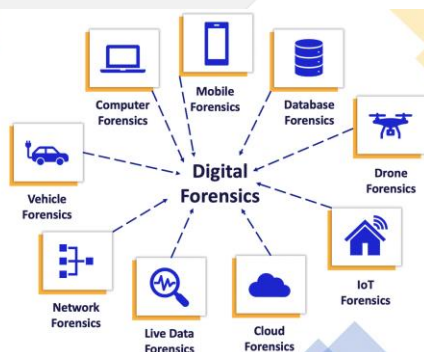 Mobile
Forensics
Computer
Forensics
Database
Forensics
Digital
Forensics
Drone
Forensics
Vehicle
Forensics
IoT
Forensics
Network
Forensics
Live Data
Forensics
Cloud
Forensics